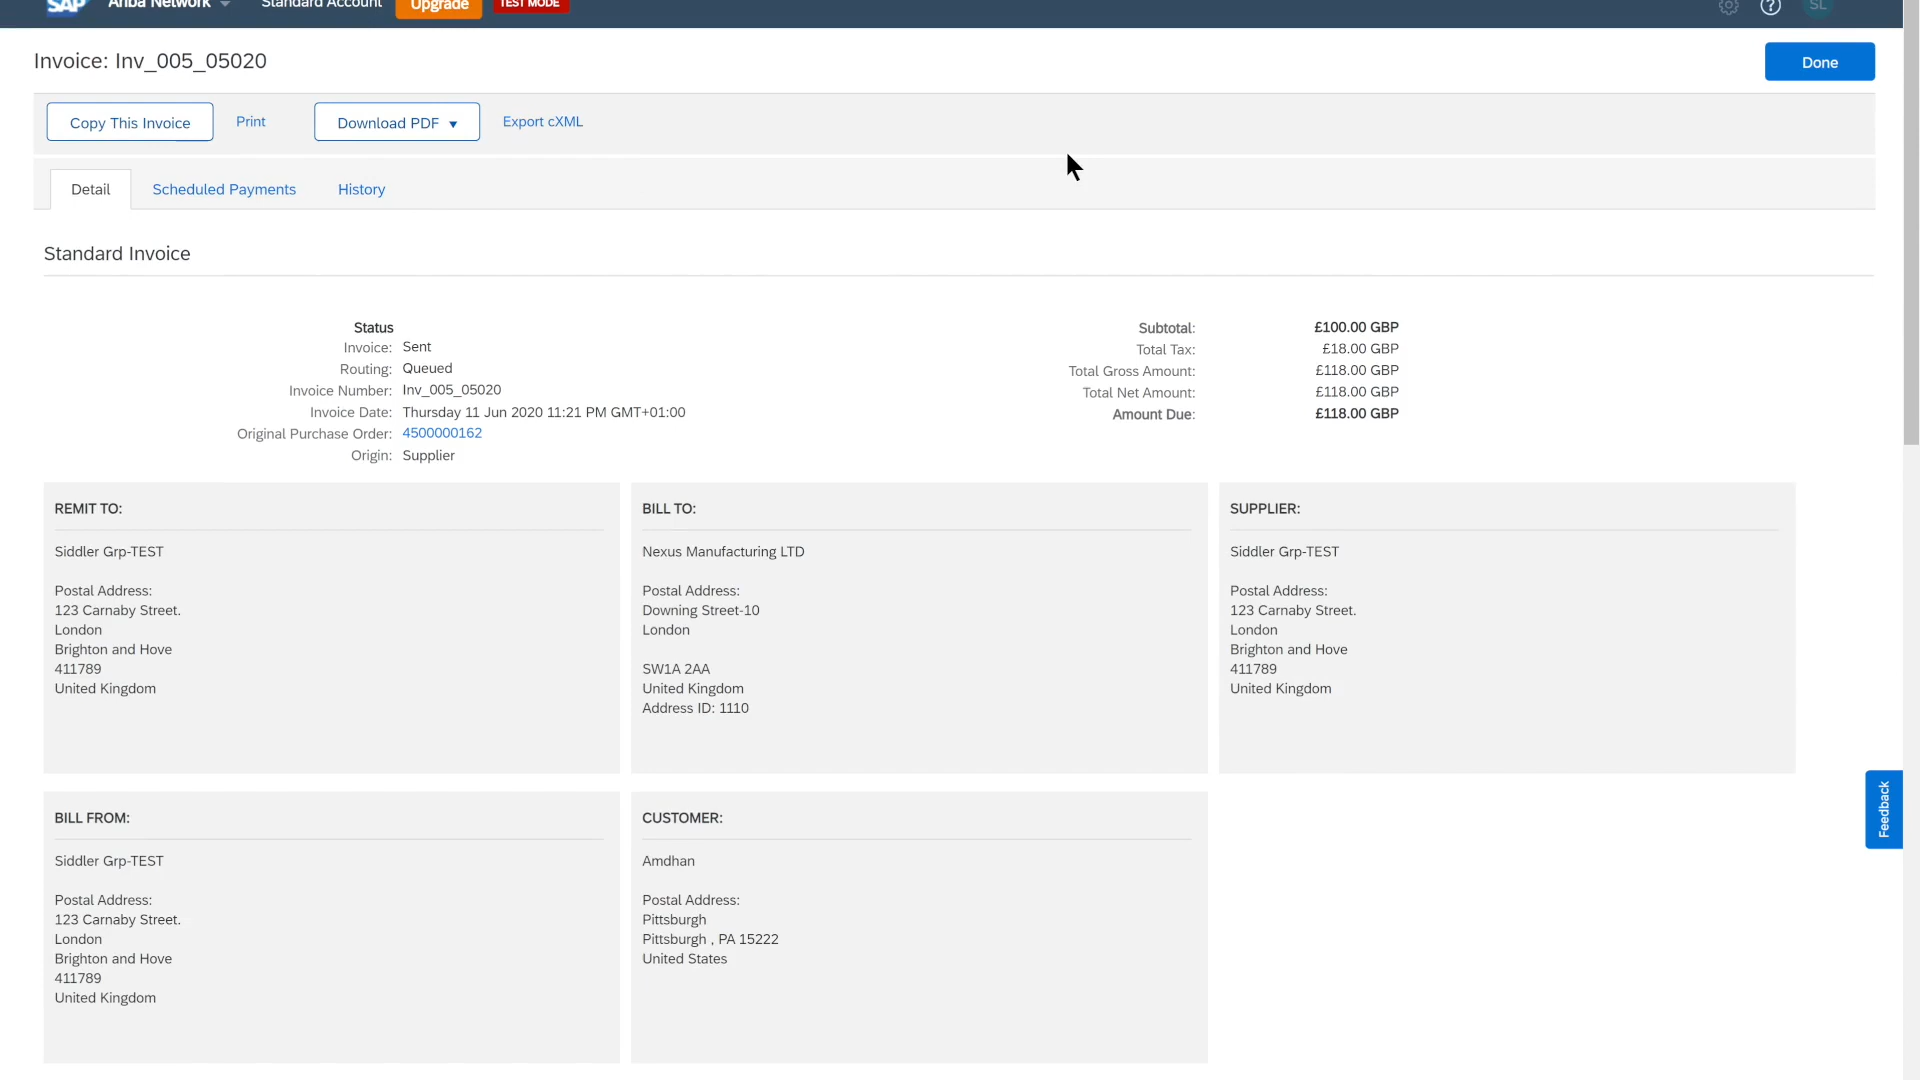 SAP Ariba Network Standard Account Upgrade TEST MODE ? SL
Invoice: Inv_005_05020
Done
Copy This Invoice Print Download PDF Export cXML
Detail Scheduled Payments History
Standard Invoice
Status
Invoice: Sent
Routing: Queued
Invoice Number: Inv_005_05020
Invoice Date: Thursday 11 Jun 2020 11:21 PM GMT+01:00
Original Purchase Order: 4500000162
Origin: Supplier
Subtotal: £100.00 GBP
Total Tax: £18.00 GBP
Total Gross Amount: £118.00 GBP
Total Net Amount: £118.00 GBP
Amount Due: £118.00 GBP
REMIT TO:
Siddler Grp-TEST
Postal Address:
123 Carnaby Street.
London
Brighton and Hove
411789
United Kingdom
BILL TO:
Nexus Manufacturing LTD
Postal Address:
Downing Street-10
London
SW1A 2AA
United Kingdom
Address ID: 1110
SUPPLIER:
Siddler Grp-TEST
Postal Address:
123 Carnaby Street.
London
Brighton and Hove
411789
United Kingdom
Feedback
BILL FROM:
Siddler Grp-TEST
Postal Address:
123 Carnaby Street.
London
Brighton and Hove
411789
United Kingdom
CUSTOMER:
Amdhan
Postal Address:
Pittsburgh
Pittsburgh , PA 15222
United States